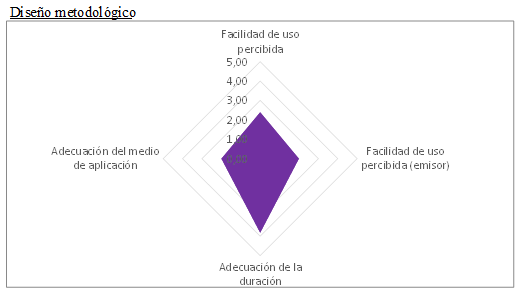 Diseño metodológico
Facilidad de uso
percibida
5,00
4,00
3,00
2,00
1,00
0,00
Adecuación del medio
de aplicación
Facilidad de uso
percibida (emisor)
Adecuación de la
duración